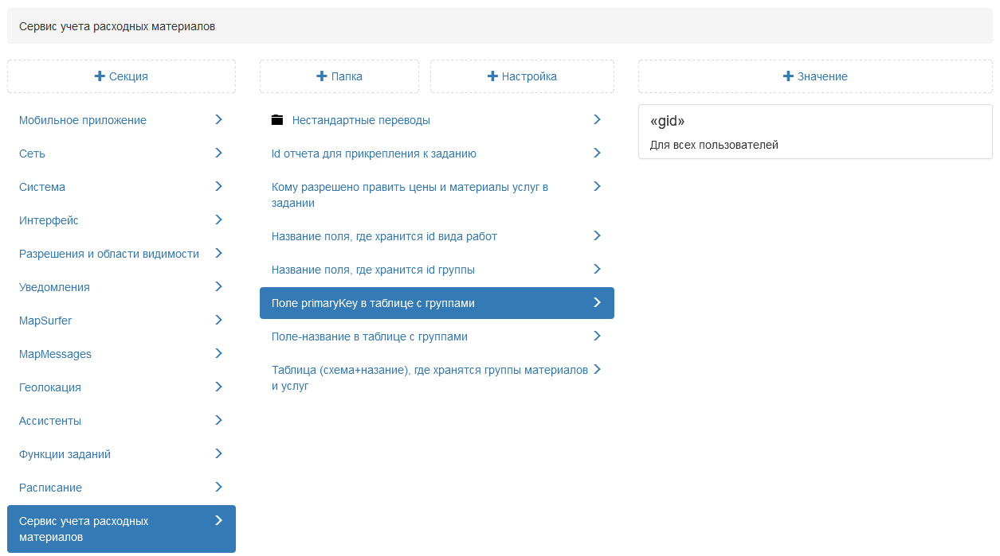 Сервис учета расходных материалов
Секция
Папка
Настройка
Значение
Мобильное приложение
Сеть
Система
Интерфейс
Разрешения и области видимости
Уведомления
MapSurfer
MapMessages
Геолокация
Ассистенты
Функции заданий
Расписание
Сервис учета расходных
материалов
Нестандартные переводы
Id отчета для прикрепления к заданию
Кому разрешено править цены и материалы услуг в
задании
Название поля, где хранится id вида работ
Название поля, где хранится id группы
Поле primaryKey в таблице с группами
Поле-название в таблице с группами
Таблица (схема+назание), где хранятся группы материалов
и услуг
«gid»
Для всех пользователей